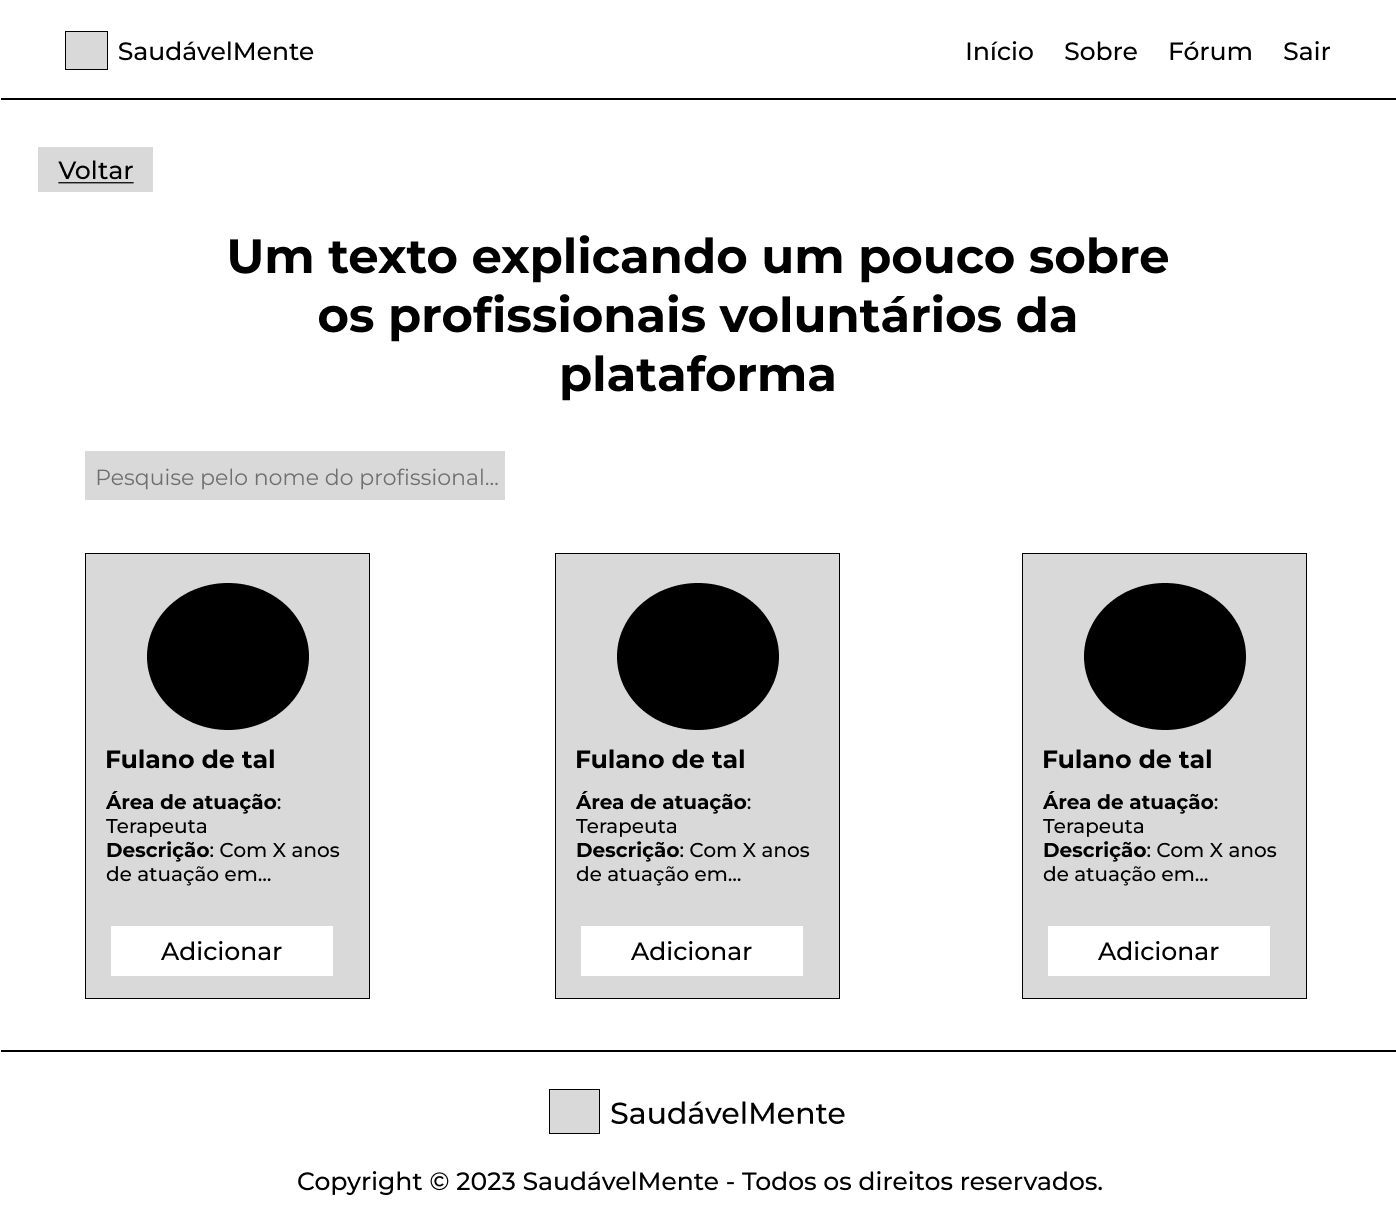 SaudávelMente
Início Sobre Fórum Sair
Voltar
Um texto explicando um pouco sobre
os profissionais voluntários da
plataforma
Pesquise pelo nome do profissional...
Fulano de tal
Área de atuação:
Terapeuta
Descrição: Com X anos
de atuação em...
Adicionar
Fulano de tal
Área de atuação:
Terapeuta
Descrição: Com X anos
de atuação em...
Adicionar
Fulano de tal
Área de atuação:
Terapeuta
Descrição: Com X anos
de atuação em...
Adicionar
SaudávelMente
Copyright © 2023 SaudávelMente - Todos os direitos reservados.